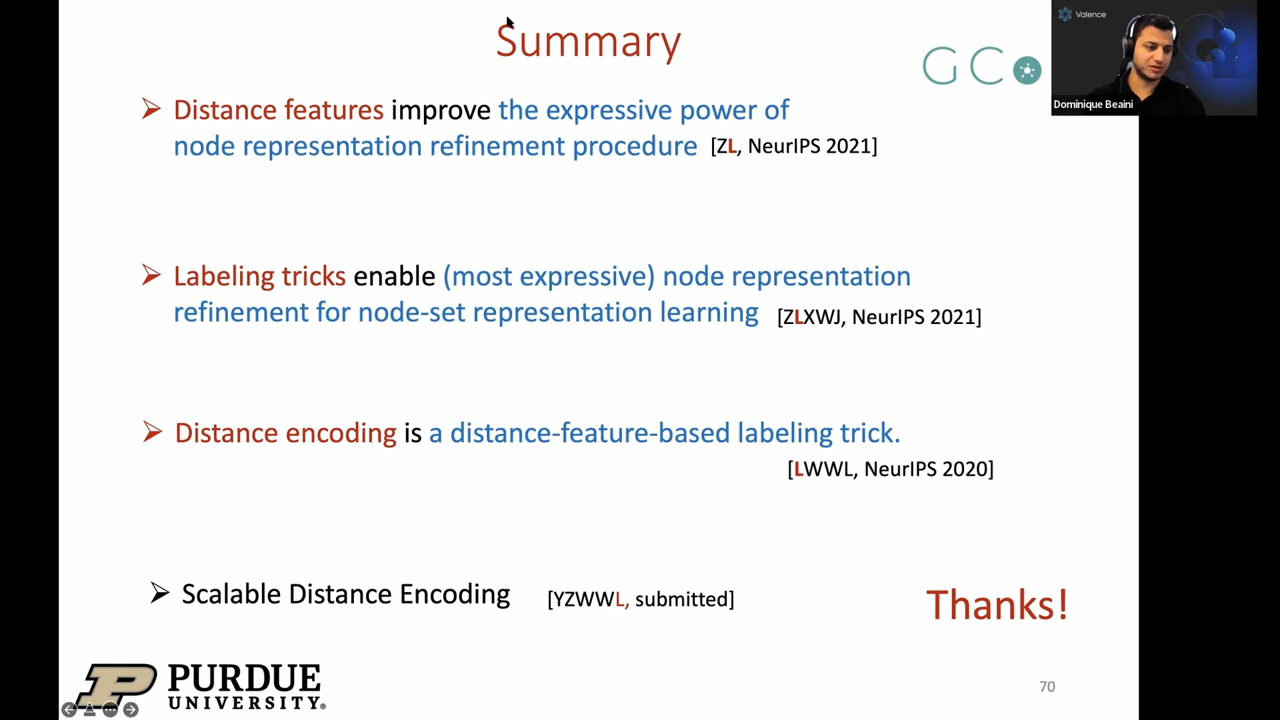 Summary
GC
Valence
Dominique Beaini
➢ Distance features improve the expressive power of
node representation refinement procedure [ZL, NeurIPS 2021]
➢ Labeling tricks enable (most expressive) node representation
refinement for node-set representation learning [ZLXWJ, NeurIPS 2021]
➢ Distance encoding is a distance-feature-based labeling trick.
[LWWL, NeurIPS 2020]
➢ Scalable Distance Encoding [YZWWL, submitted]
Thanks!
P PURDUE
UNIVERSITY®
70